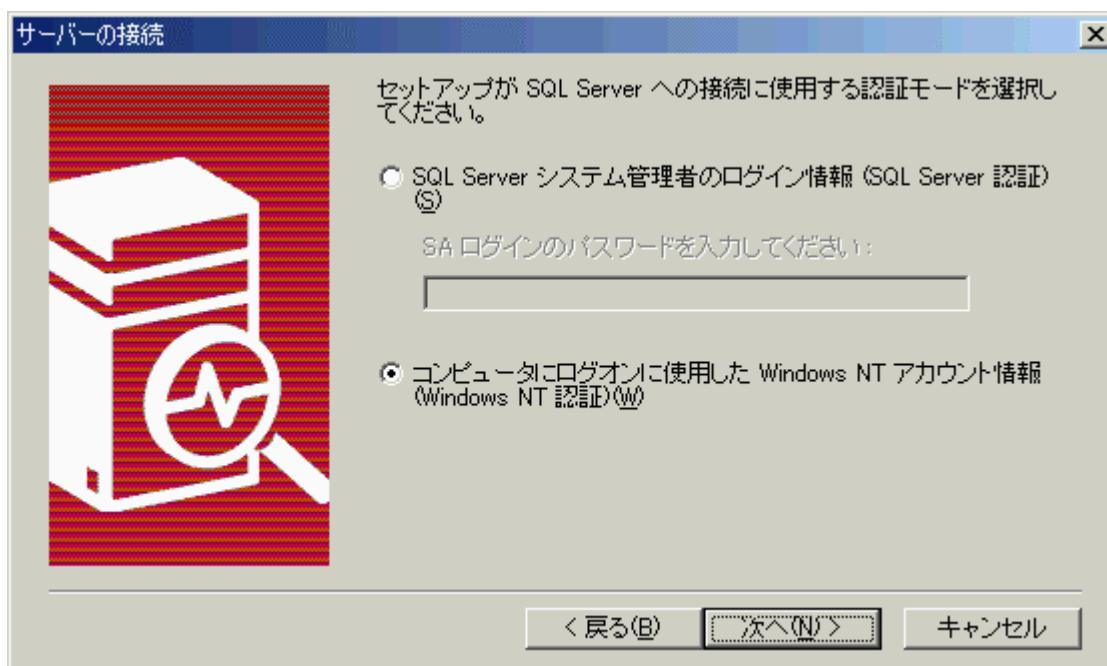 サーバーの接続
セットアップが SQL Server への接続に使用する認証モードを選択し
てください。
SQL Server システム管理者のログイン情報 (SQL Server 認証)
(S)
SA ログインのパスワードを入力してください:
コンピュータにログオンに使用した Windows NT アカウント情報
(Windows NT 認証)(W)
< 戻る(B) 次へ(N) > キャンセル